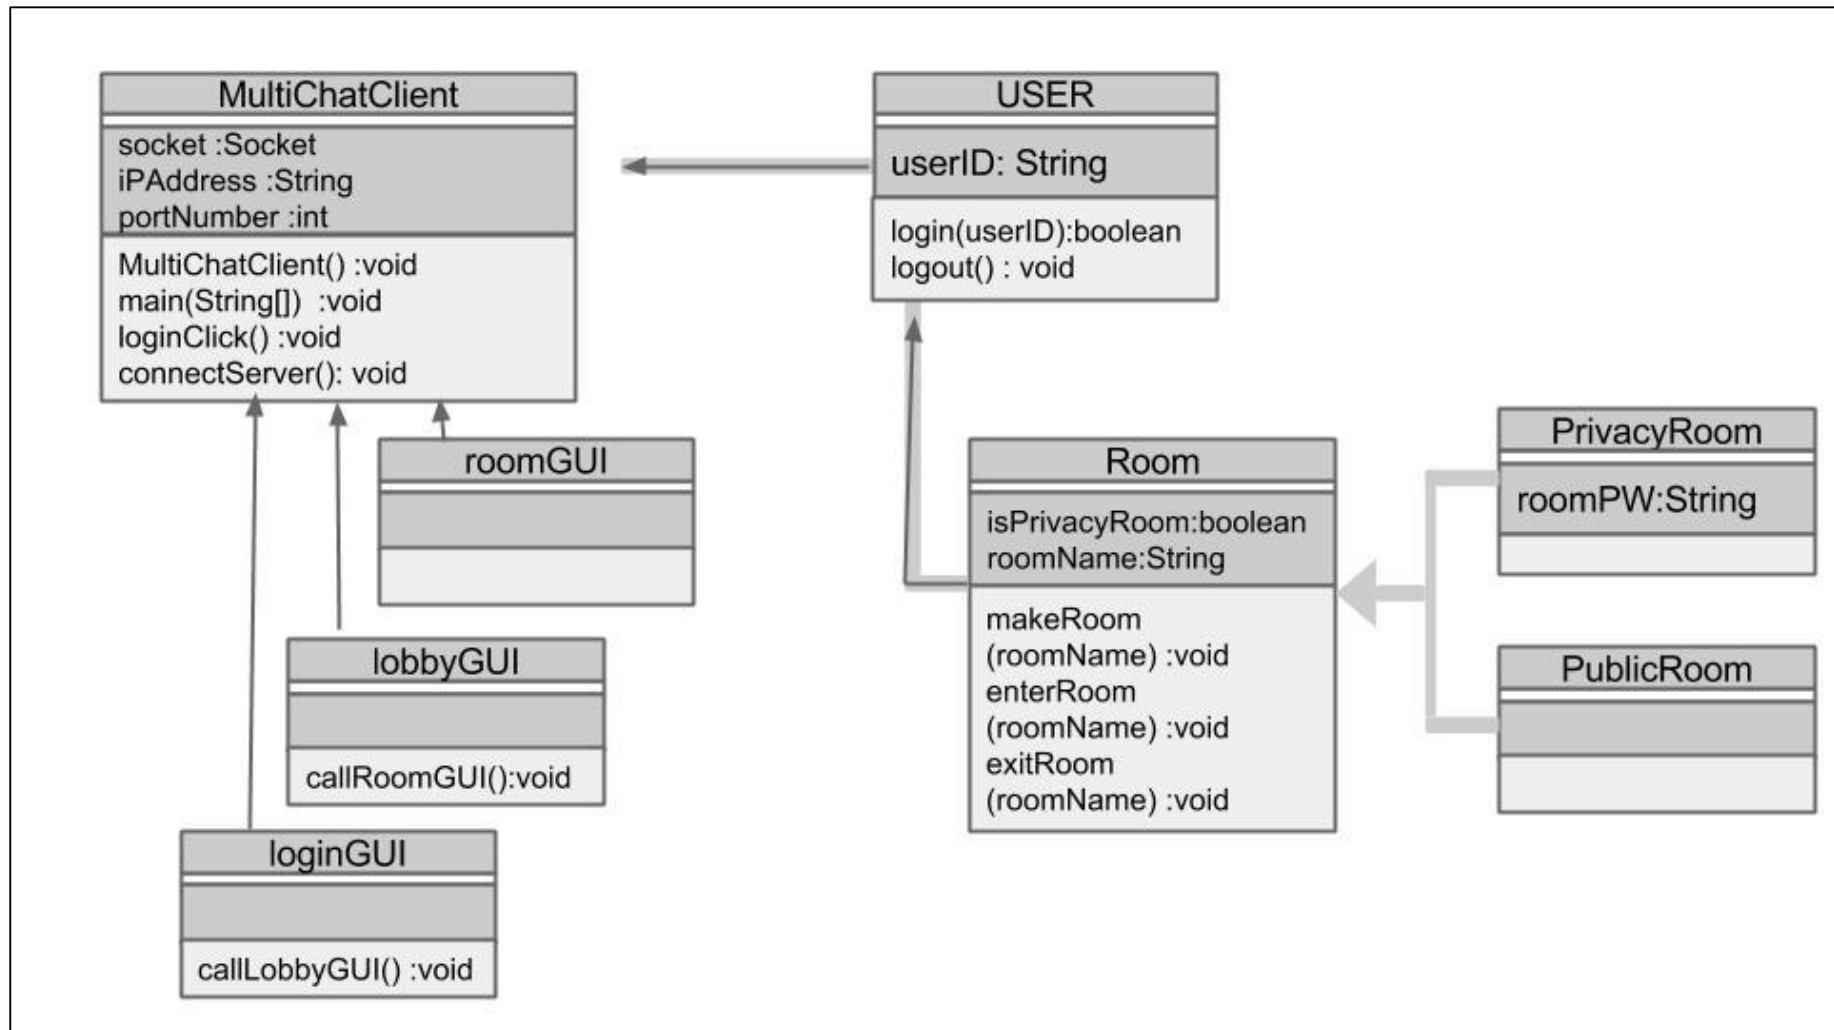 MultiChatClient
socket :Socket
iPAddress :String
portNumber :int
MultiChatClient() :void
main(String[])  :void
loginClick() :void
connectServer(): void
USER
userID: String
login(userID):boolean
logout() : void
roomGUI
lobbyGUI
callRoomGUI():void
loginGUI
callLobbyGUI() :void
Room
isPrivacyRoom:boolean
roomName:String
makeRoom
(roomName) :void
enterRoom
(roomName) :void
exitRoom
(roomName) :void
PrivacyRoom
roomPW:String
PublicRoom